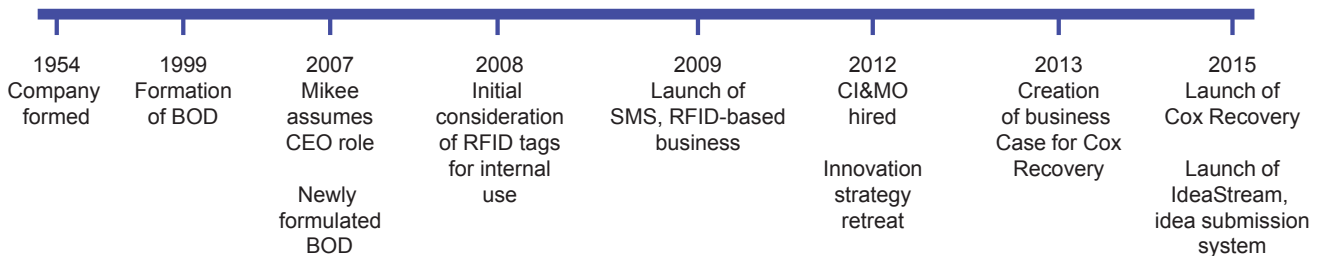 1954
Company
formed
1999
Formation
of BOD
2007
Mikee
assumes
CEO role
Newly
formulated
BOD
2008
Initial
consideration
of RFID tags
for internal
use
2009
Launch of
SMS, RFID-based
business
2012
CI&MO
hired
Innovation
strategy
retreat
2013
Creation
of business
Case for Cox
Recovery
2015
Launch of
Cox Recovery
Launch of
IdeaStream,
idea submission
system